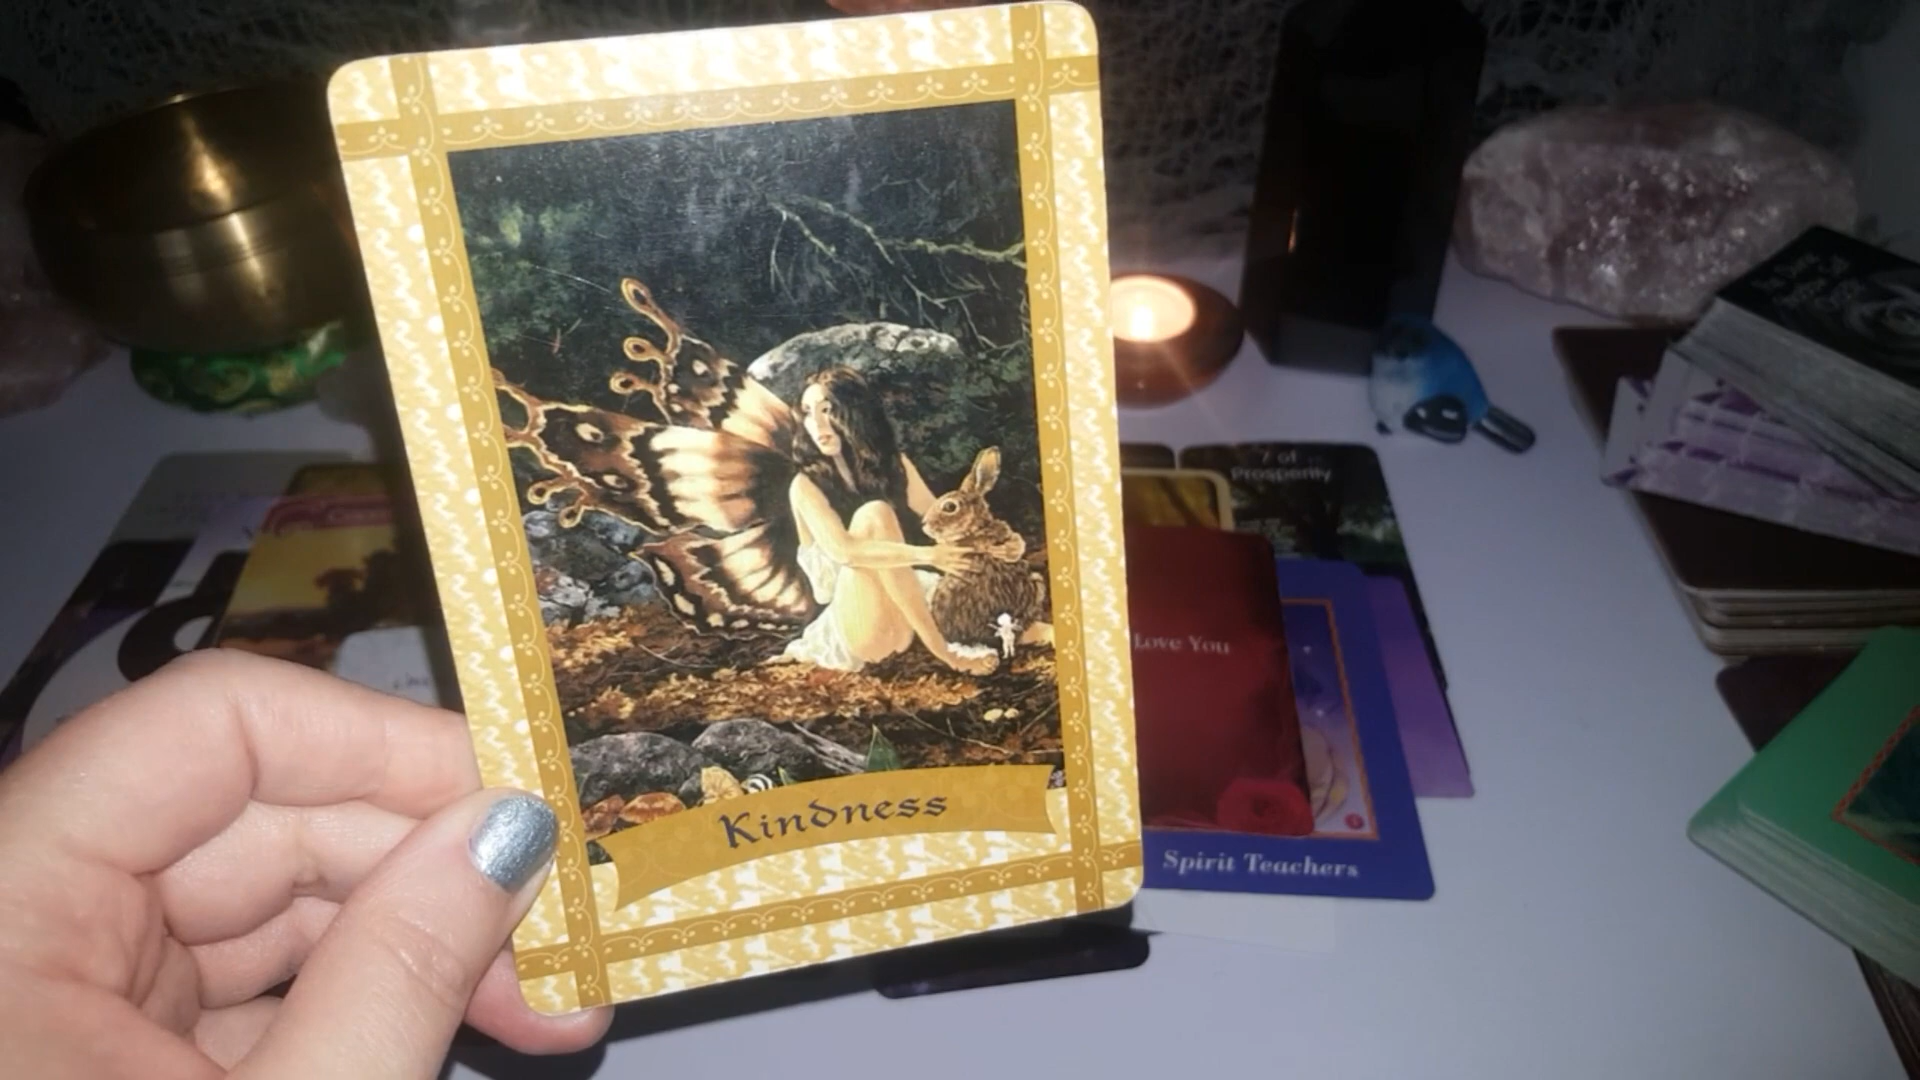 Kindness
7 of
Prosperity
Love You
Spirit Teachers